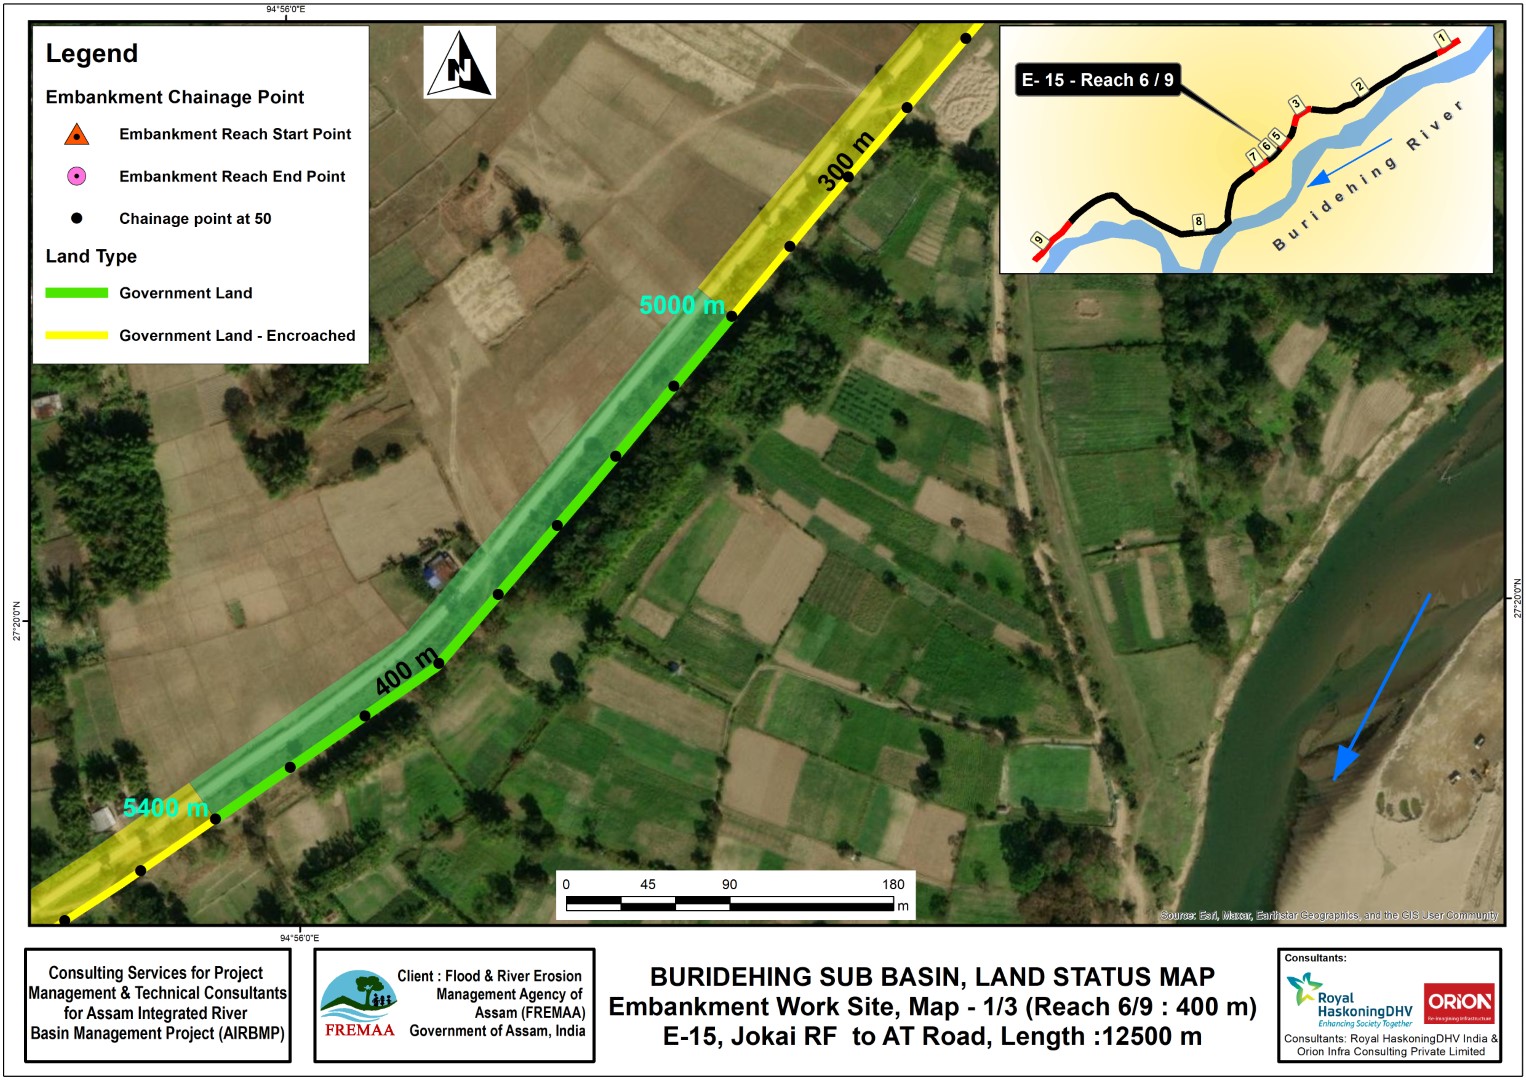 94°56'0"E
Legend
Embankment Chainage Point
Embankment Reach Start Point
Embankment Reach End Point
Chainage point at 50
Land Type
Government Land
Government Land - Encroached
N
300 m
5000 m
400 m
5400 m
E- 15 - Reach 6 / 9
1
2
3
5
6
7
8
9
Buridehing River
27°20'0"N
27°20'0"N
0 45 90 180
m
Source: Esri, Maxar, Earthstar Geographics, and the GIS User Community
94°56'0"E
Consulting Services for Project
Management & Technical Consultants
for Assam Integrated River
Basin Management Project (AIRBMP)
FREMAA
Client : Flood & River Erosion
Management Agency of
Assam (FREMAA)
Government of Assam, India
BURIDEHING SUB BASIN, LAND STATUS MAP
Embankment Work Site, Map - 1/3 (Reach 6/9 : 400 m)
E-15, Jokai RF to AT Road, Length :12500 m
Consultants:
Royal
HaskoningDHV
Enhancing Society Together
ORION
Re-imagining Infrastructure
Consultants: Royal HaskoningDHV India &
Orion Infra Consulting Private Limited